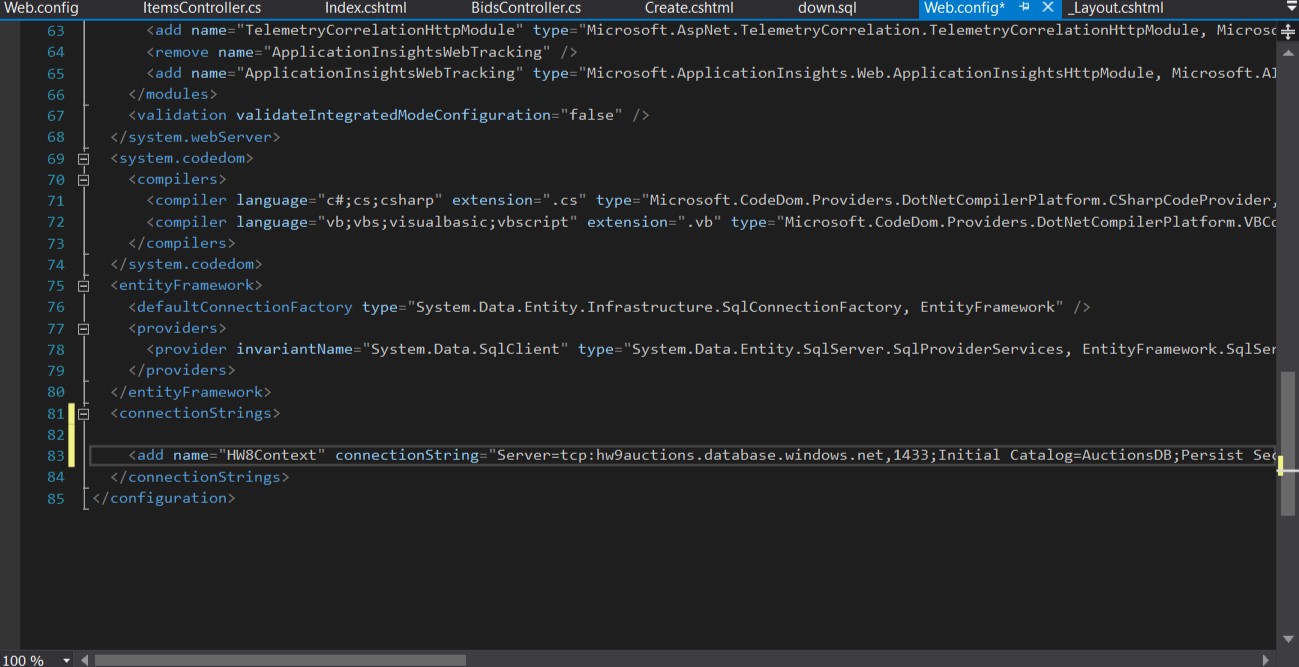 Web.config ItemsController.cs Index.cshtml BidsController.cs Create.cshtml down.sql Web.config* _Layout.cshtml
63 <add name="TelemetryCorrelationHttpModule" type="Microsoft.AspNet.TelemetryCorrelation.TelemetryCorrelationHttpModule, Microsc
64 <remove name="ApplicationInsightsWebTracking" />
65 <add name="ApplicationInsightsWebTracking" type="Microsoft.ApplicationInsights.Web.ApplicationInsightsHttpModule, Microsoft.AI
66 </modules>
67 <validation validateIntegratedModeConfiguration="false" />
68 </system.webServer>
69 <system.codedom>
70 <compilers>
71 <compiler language="c#;cs;csharp" extension=".cs" type="Microsoft.CodeDom.Providers.DotNetCompilerPlatform.CSharpCodeProvider,
72 <compiler language="vb;vbs;visualbasic;vbscript" extension=".vb" type="Microsoft.CodeDom.Providers.DotNetCompilerPlatform.VBCo
73 </compilers>
74 </system.codedom>
75 <entityFramework>
76 <defaultConnectionFactory type="System.Data.Entity.Infrastructure.SqlConnectionFactory, EntityFramework" />
77 <providers>
78 <provider invariantName="System.Data.SqlClient" type="System.Data.Entity.SqlServer.SqlProviderServices, EntityFramework.SqlSer
79 </providers>
80 </entityFramework>
81 <connectionStrings>
82
83 <add name="HW8Context" connectionString="Server=tcp:hw9auctions.database.windows.net,1433;Initial Catalog=AuctionsDB;Persist Sec
84 </connectionStrings>
85 </configuration>
100 %